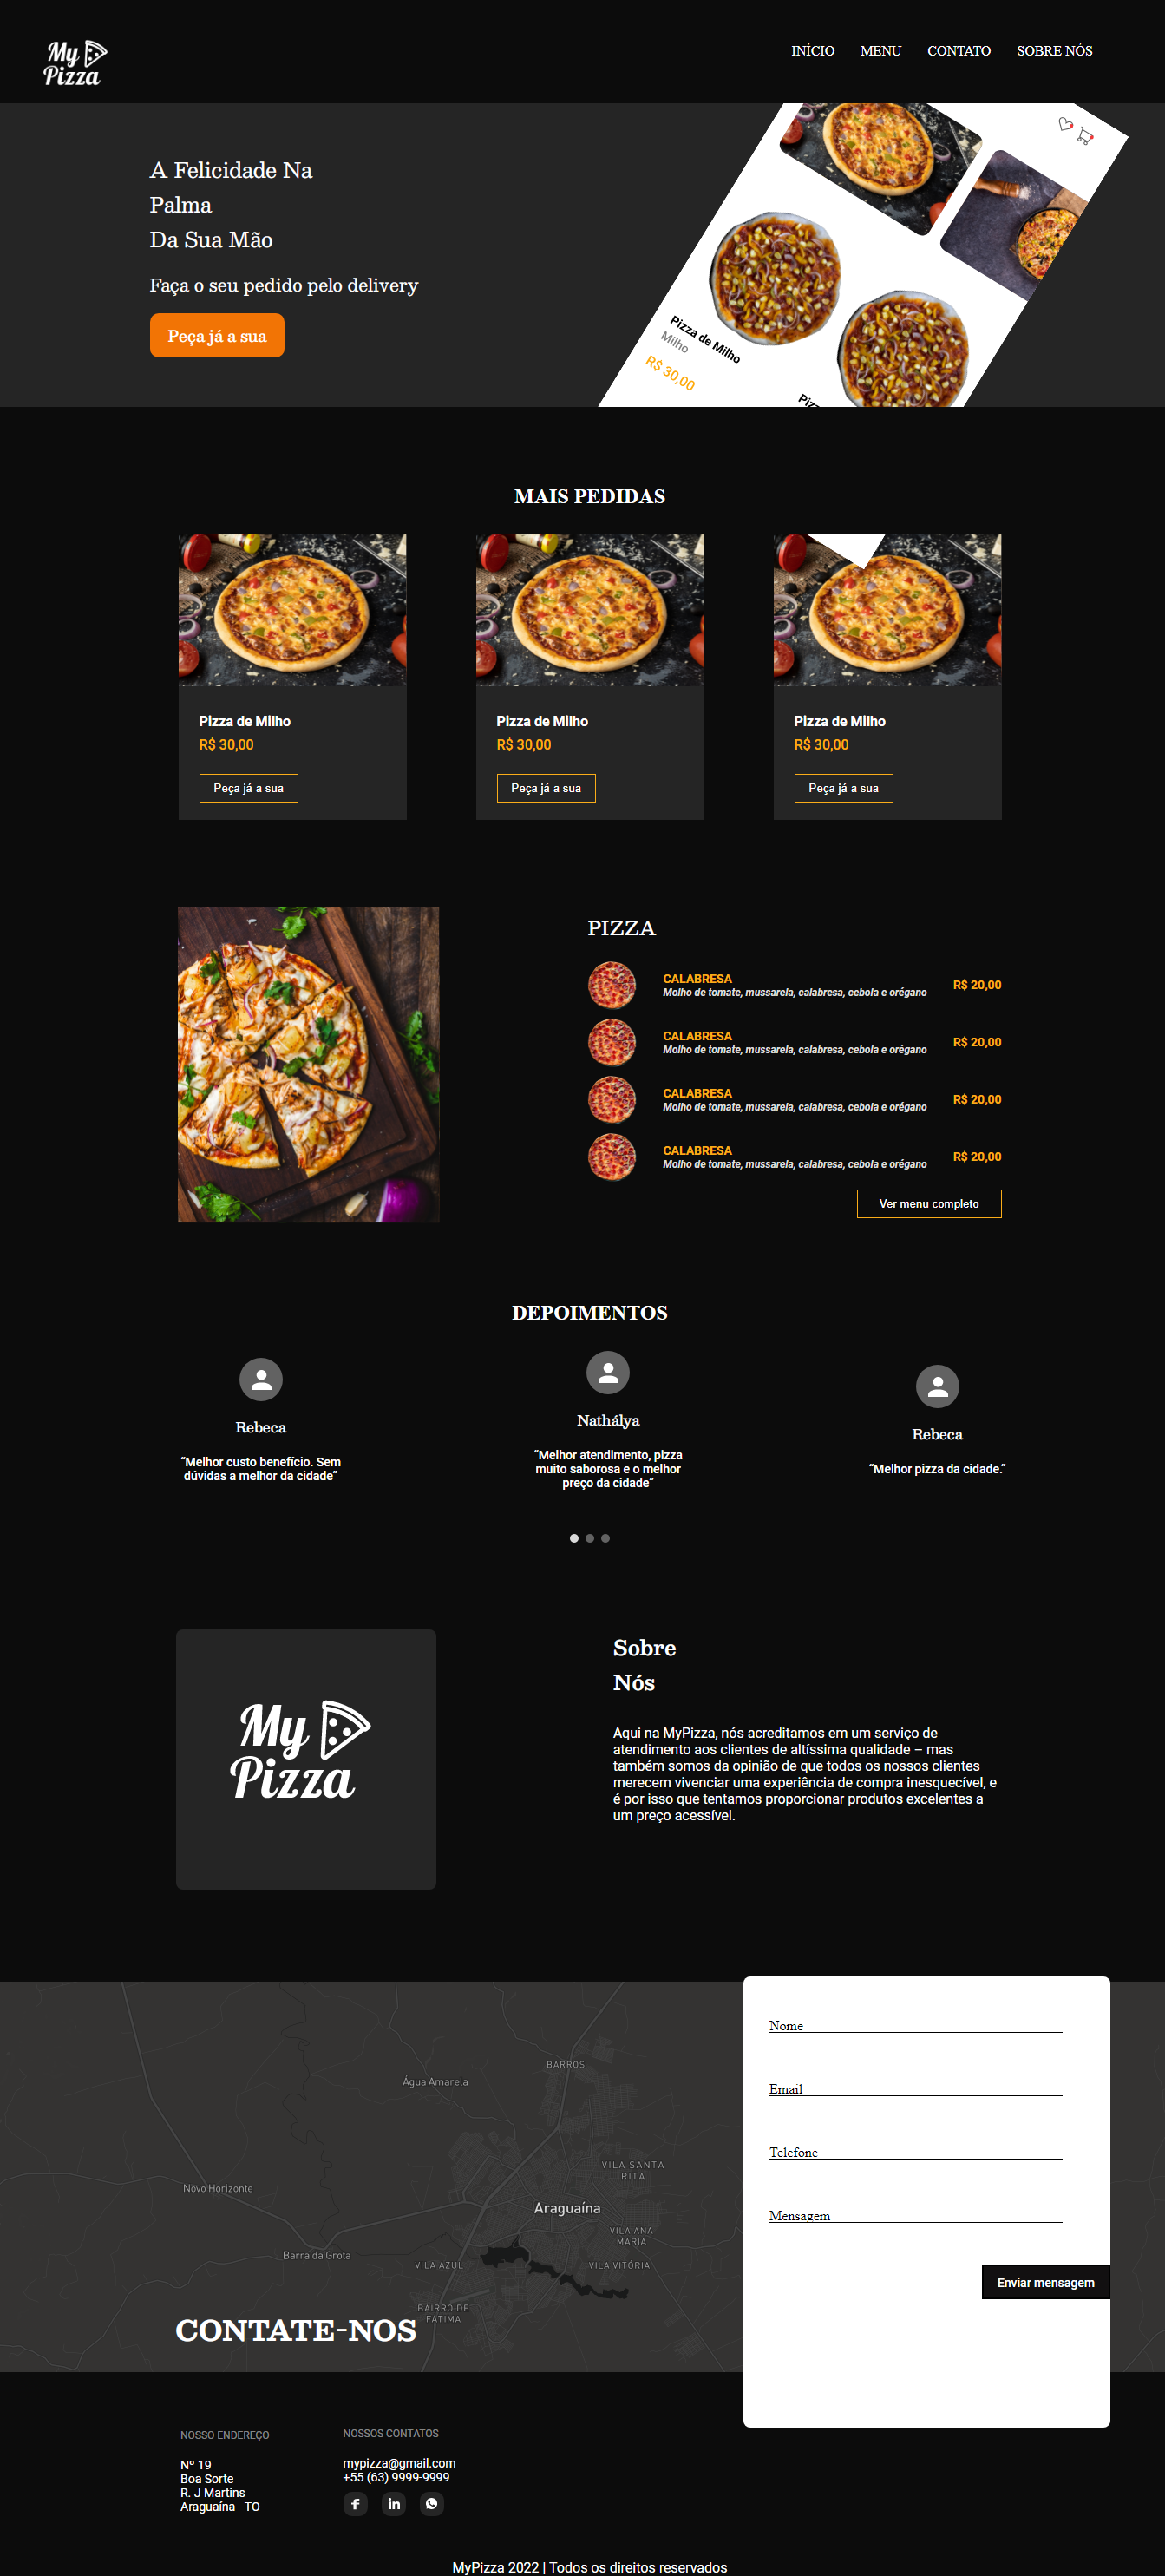 My
Pizza
INÍCIO MENU CONTATO SOBRE NÓS
A Felicidade Na
Palma
Da Sua Mão
Faça o seu pedido pelo delivery
Peça já a sua
Pizza de Milho
Milho
R$ 30,00
Pizz
MAIS PEDIDAS
Pizza de Milho
R$ 30,00
Peça já a sua
Pizza de Milho
R$ 30,00
Peça já a sua
Pizza de Milho
R$ 30,00
Peça já a sua
PIZZA
CALABRESA
Molho de tomate, mussarela, calabresa, cebola e orégano
R$ 20,00
CALABRESA
Molho de tomate, mussarela, calabresa, cebola e orégano
R$ 20,00
CALABRESA
Molho de tomate, mussarela, calabresa, cebola e orégano
R$ 20,00
CALABRESA
Molho de tomate, mussarela, calabresa, cebola e orégano
R$ 20,00
Ver menu completo
DEPOIMENTOS
Rebeca
“Melhor custo benefício. Sem
dúvidas a melhor da cidade”
Nathálya
“Melhor atendimento, pizza
muito saborosa e o melhor
preço da cidade”
Rebeca
“Melhor pizza da cidade.”
My
Pizza
Sobre
Nós
Aqui na MyPizza, nós acreditamos em um serviço de
atendimento aos clientes de altíssima qualidade – mas
também somos da opinião de que todos os nossos clientes
merecem vivenciar uma experiência de compra inesquecível, e
é por isso que tentamos proporcionar produtos excelentes a
um preço acessível.
BARROS
Água Amarela
VILA SANTA
RITA
Novo Horizonte
Araguaína
VILA ANA
MARIA
Barra da Grota
VILA AZUL
VILA VITÓRIA
BAIRRO DE
FÁTIMA
CONTATE-NOS
Nome
Email
Telefone
Mensagem
Enviar mensagem
NOSSO ENDEREÇO
Nº 19
Boa Sorte
R. J Martins
Araguaína - TO
NOSSOS CONTATOS
mypizza@gmail.com
+55 (63) 9999-9999
MyPizza 2022 | Todos os direitos reservados